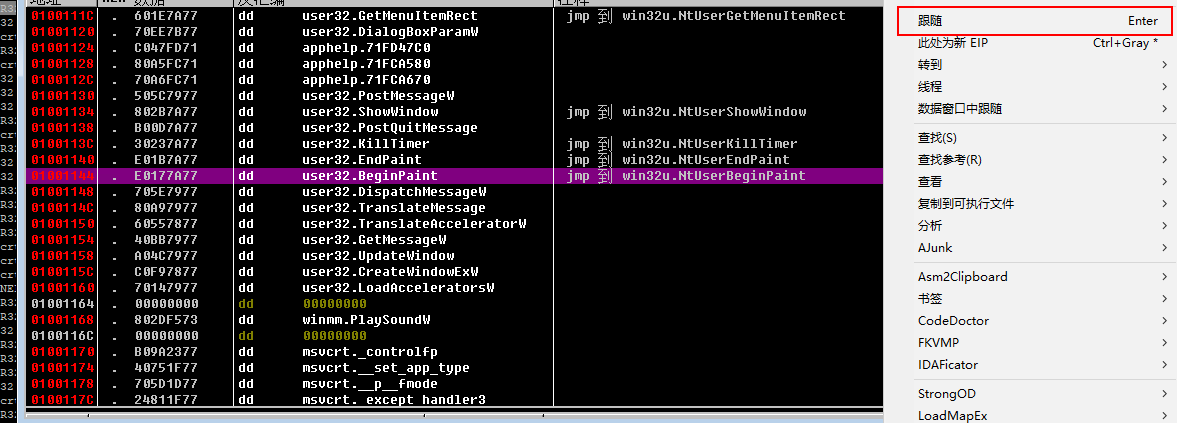 地址 HEX 数据 反汇编 注释
0100111C . 601E7A77 dd user32.GetMenuItemRect jmp 到 win32u.NtUserGetMenuItemRect
01001120 . 70EE7B77 dd user32.DialogBoxParamW
01001124 . C047FD71 dd apphelp.71FD47C0
01001128 . 80A5FC71 dd apphelp.71FCA580
0100112C . 70A6FC71 dd apphelp.71FCA670
01001130 . 505C7977 dd user32.PostMessageW
01001134 . 802B7A77 dd user32.ShowWindow jmp 到 win32u.NtUserShowWindow
01001138 . B00D7A77 dd user32.PostQuitMessage
0100113C . 30237A77 dd user32.KillTimer jmp 到 win32u.NtUserKillTimer
01001140 . E01B7A77 dd user32.EndPaint jmp 到 win32u.NtUserEndPaint
01001144 . E0177A77 dd user32.BeginPaint jmp 到 win32u.NtUserBeginPaint
01001148 . 705E7977 dd user32.DispatchMessageW
0100114C . 80A97977 dd user32.TranslateMessage
01001150 . 60557877 dd user32.TranslateAcceleratorW
01001154 . 40BB7977 dd user32.GetMessageW
01001158 . A04C7977 dd user32.UpdateWindow
0100115C . C0F97877 dd user32.CreateWindowExW
01001160 . 70147977 dd user32.LoadAcceleratorsW
01001164 . 00000000 dd 00000000
01001168 . 802DF573 dd winmm.PlaySoundW
0100116C . 00000000 dd 00000000
01001170 . B09A2377 dd msvcrt._controlfp
01001174 . 40751F77 dd msvcrt.__set_app_type
01001178 . 705D1D77 dd msvcrt.__p__fmode
0100117C . 24811F77 dd msvcrt._except_handler3
跟随 Enter
此处为新 EIP Ctrl+Gray *
转到
线程
数据窗口中跟随
查找(S)
查找参考(R)
查看
复制到可执行文件
分析
AJunk
Asm2Clipboard
书签
CodeDoctor
FKVMP
IDAFicator
StrongOD
LoadMapEx